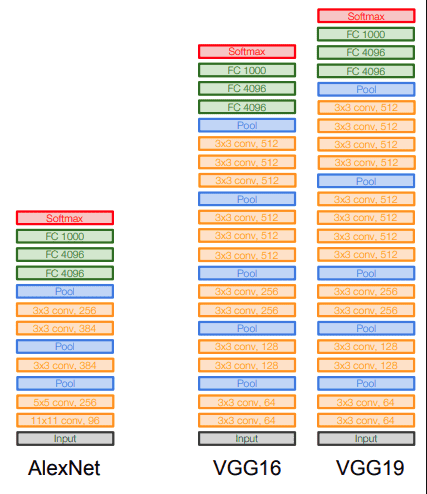 Softmax
FC 1000
FC 4096
FC 4096
Pool
3x3 conv, 256
3x3 conv, 384
Pool
3x3 conv, 384
Pool
5x5 conv, 256
11x11 conv, 96
Input
AlexNet
Softmax
FC 1000
FC 4096
FC 4096
Pool
3x3 conv, 512
3x3 conv, 512
3x3 conv, 512
Pool
3x3 conv, 512
3x3 conv, 512
3x3 conv, 512
Pool
3x3 conv, 256
3x3 conv, 256
Pool
3x3 conv, 128
3x3 conv, 128
Pool
3x3 conv, 64
3x3 conv, 64
Input
VGG16
Softmax
FC 1000
FC 4096
FC 4096
Pool
3x3 conv, 512
3x3 conv, 512
3x3 conv, 512
3x3 conv, 512
Pool
3x3 conv, 512
3x3 conv, 512
3x3 conv, 512
3x3 conv, 512
Pool
3x3 conv, 256
3x3 conv, 256
Pool
3x3 conv, 128
3x3 conv, 128
Pool
3x3 conv, 64
3x3 conv, 64
Input
VGG19